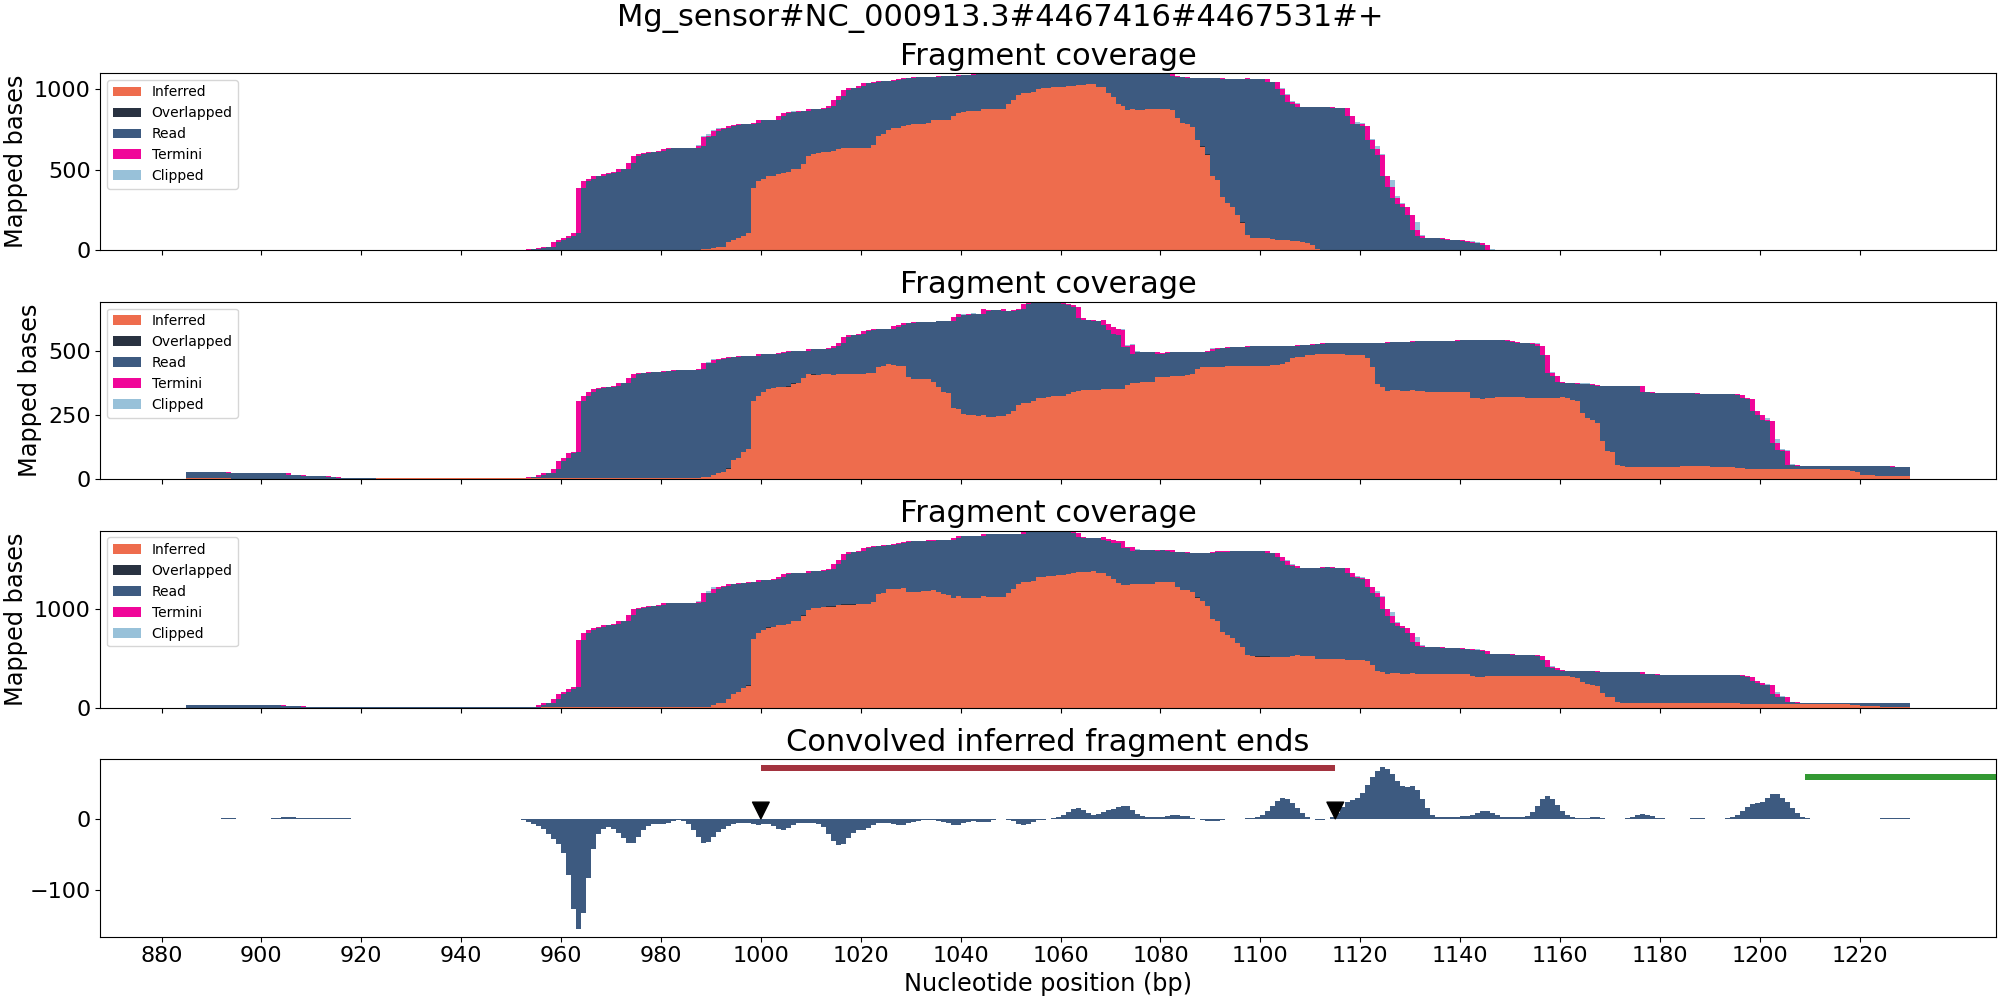 Mg_sensor#NC_000913.3#4467416#4467531#+
Fragment coverage
Mapped bases
1000
500
0
Inferred
Overlapped
Read
Termini
Clipped
Fragment coverage
Mapped bases
500
250
0
Inferred
Overlapped
Read
Termini
Clipped
Fragment coverage
Mapped bases
1000
0
Inferred
Overlapped
Read
Termini
Clipped
Convolved inferred fragment ends
0
−100
880 900 920 940 960 980 1000 1020 1040 1060 1080 1100 1120 1140 1160 1180 1200 1220
Nucleotide position (bp)